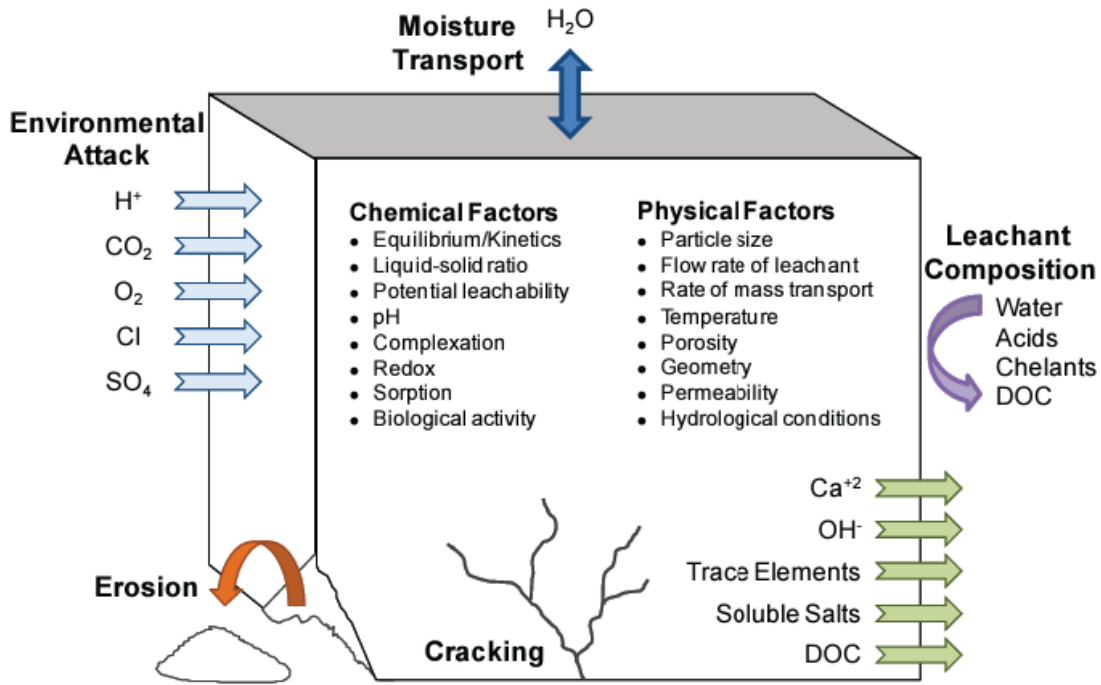 Moisture
Transport
H₂O
Environmental
Attack
H⁺
CO₂
O₂
Cl
SO₄
Chemical Factors
• Equilibrium/Kinetics
• Liquid-solid ratio
• Potential leachability
• pH
• Complexation
• Redox
• Sorption
• Biological activity
Physical Factors
• Particle size
• Flow rate of leachant
• Rate of mass transport
• Temperature
• Porosity
• Geometry
• Permeability
• Hydrological conditions
Leachant
Composition
Water
Acids
Chelants
DOC
Ca⁺²
OH⁻
Trace Elements
Soluble Salts
DOC
Erosion
Cracking